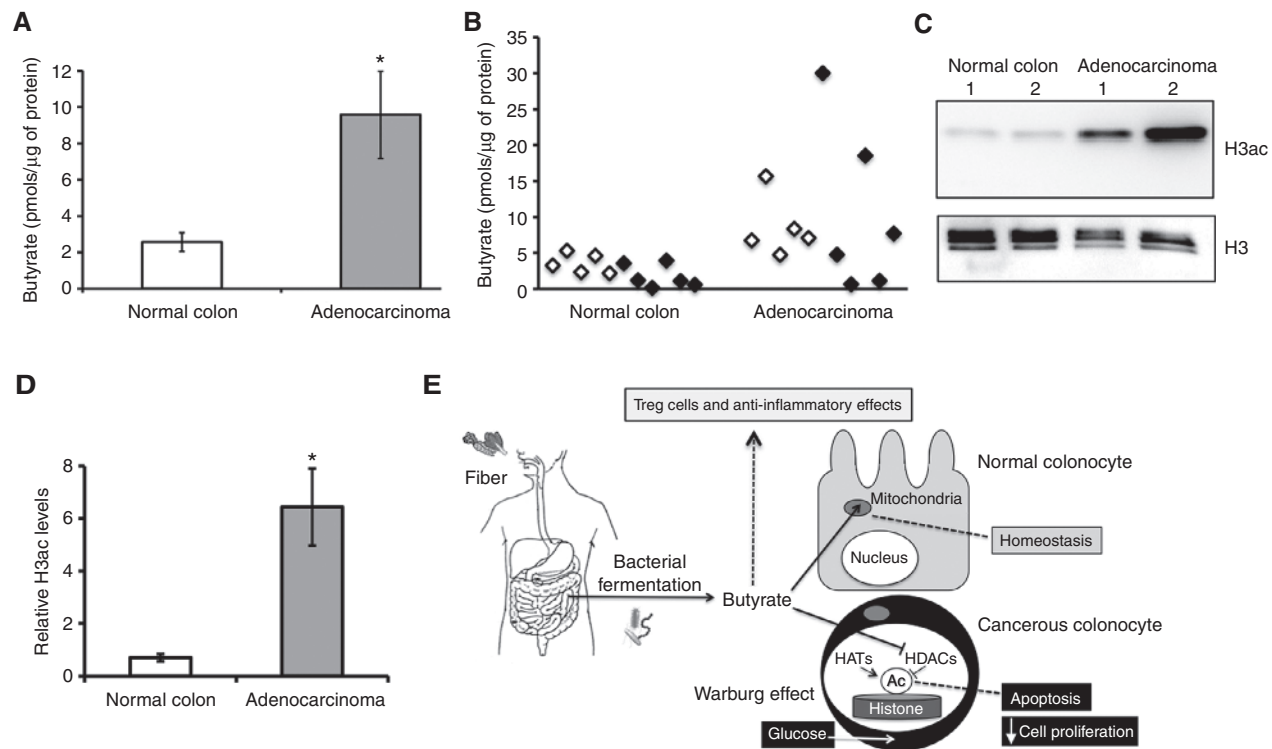 A
Butyrate (pmols/µg of protein)
12
10
8
6
4
2
0
*
Normal colon
Adenocarcinoma
B
Butyrate (pmols/µg of protein)
35
30
25
20
15
10
5
0
Normal colon
Adenocarcinoma
C
Normal colon Adenocarcinoma
1 2 1 2
H3ac
H3
D
Relative H3ac levels
8
6
4
2
0
*
Normal colon
Adenocarcinoma
E
Treg cells and anti-inflammatory effects
Fiber
Normal colonocyte
Mitochondria
Homeostasis
Nucleus
Bacterial
fermentation
Butyrate
Cancerous colonocyte
HATs HDACs
Ac
Warburg effect
Histone
Apoptosis
Glucose
Cell proliferation